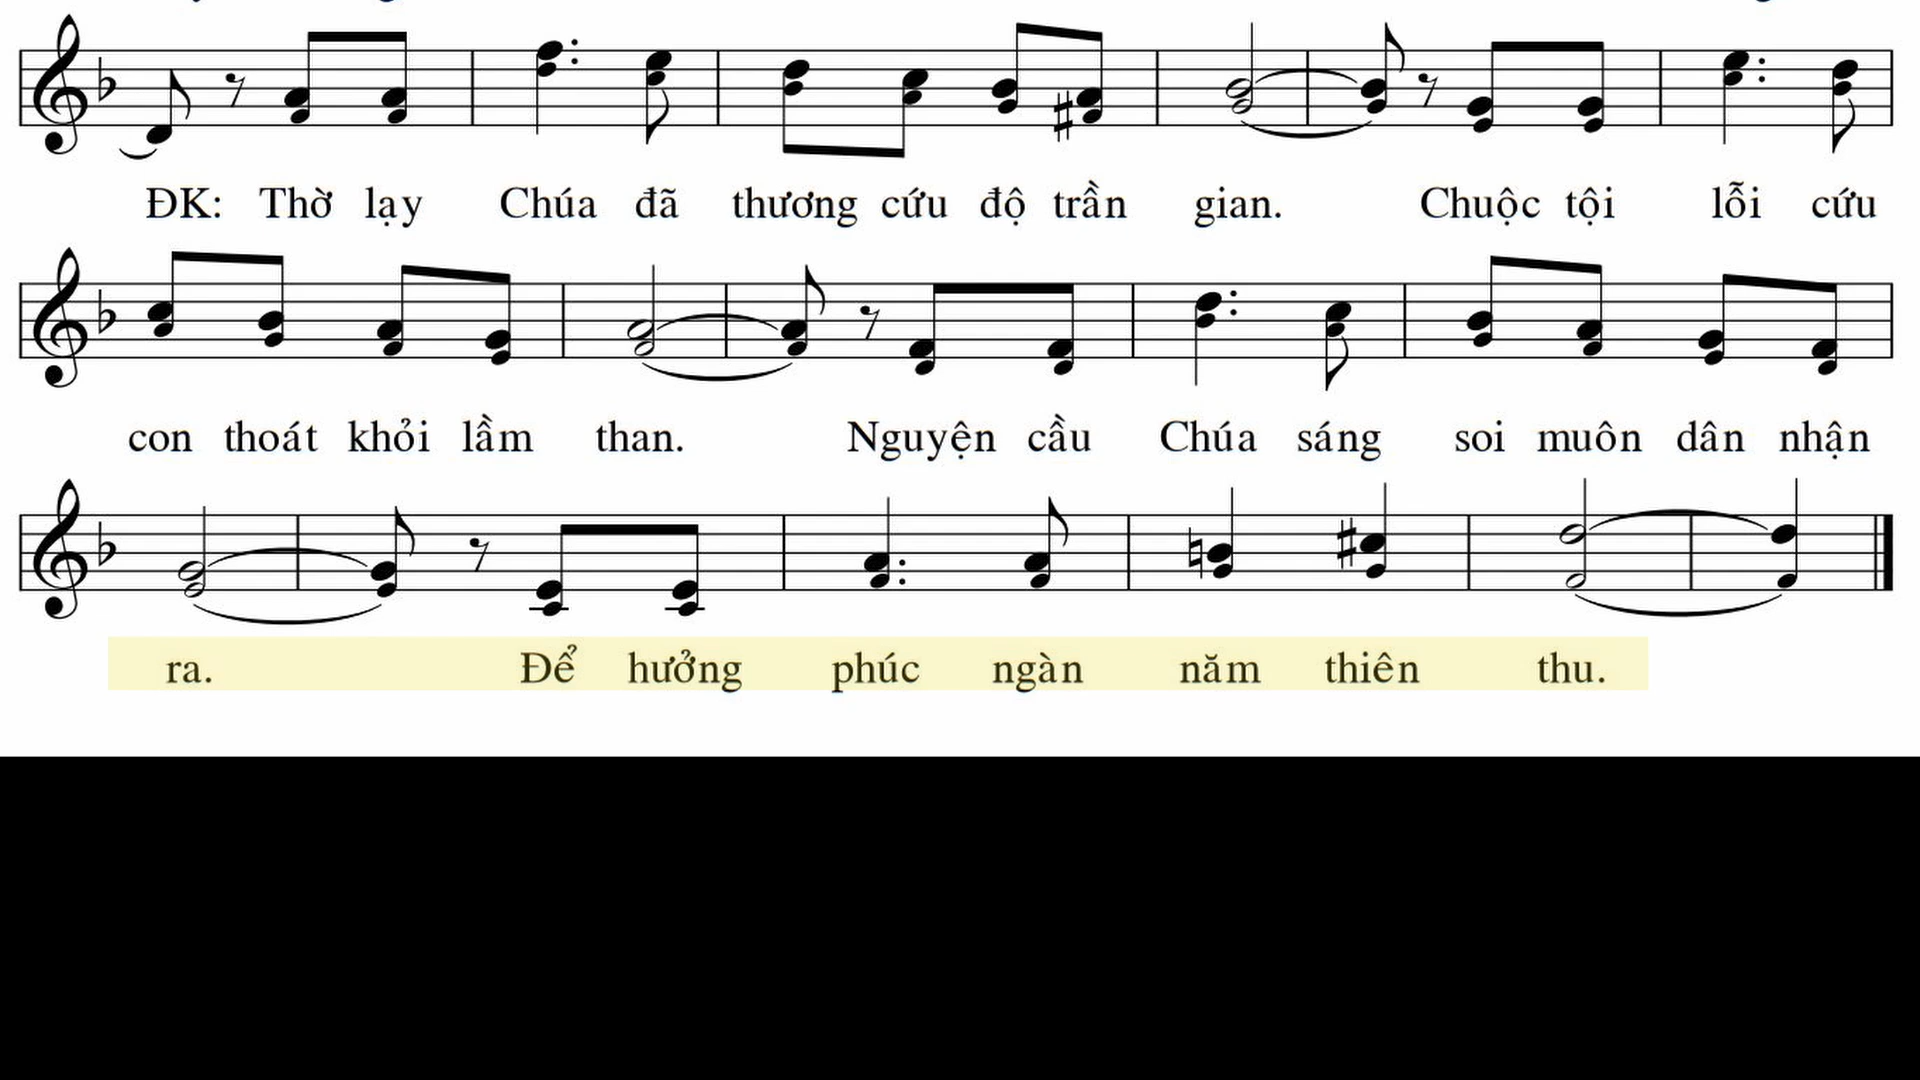 ĐK: Thờ lạy Chúa đã thương cứu độ trần gian. Chuộc tội lỗi cứu
con thoát khỏi lầm than. Nguyện cầu Chúa sáng soi muôn dân nhận
ra. Để hưởng phúc ngàn năm thiên thu.